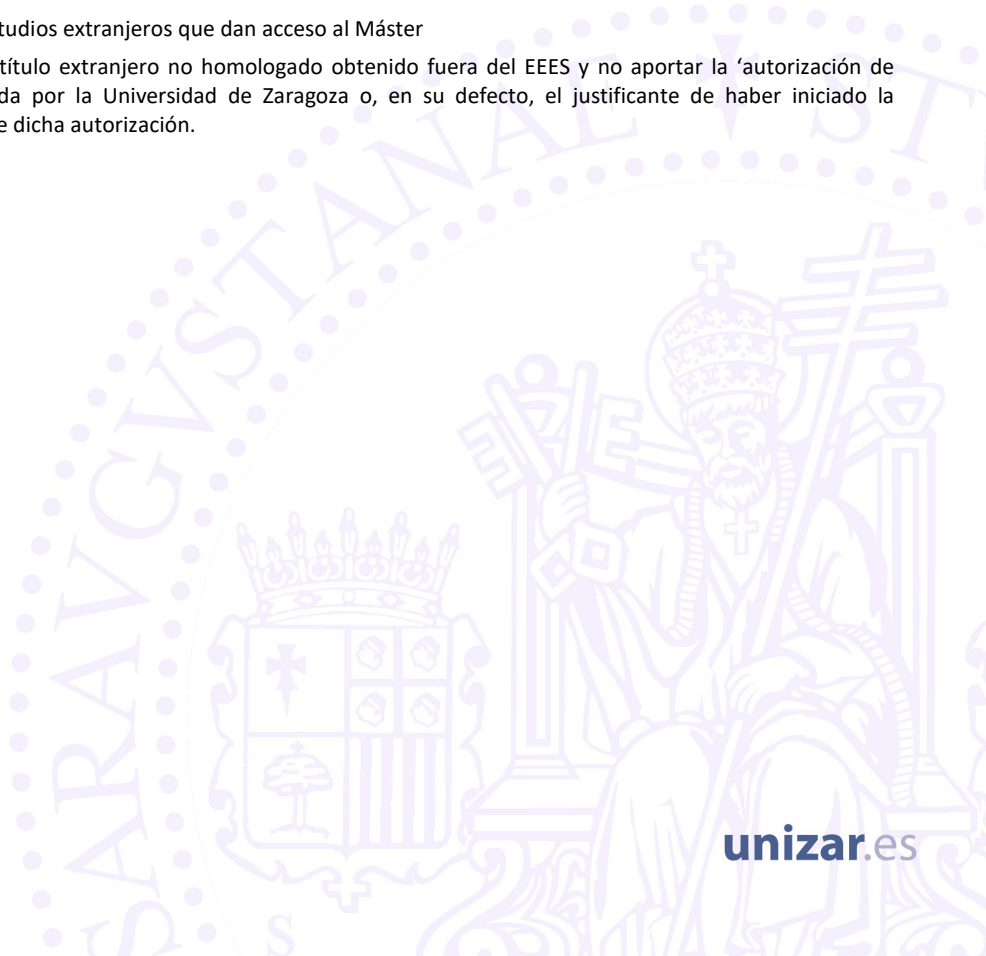 tudios extranjeros que dan acceso al Máster
título extranjero no homologado obtenido fuera del EEES y no aportar la ‘autorización de
da por la Universidad de Zaragoza o, en su defecto, el justificante de haber iniciado la
e dicha autorización.
SARAVGVSTANAE ST
S
unizar.es